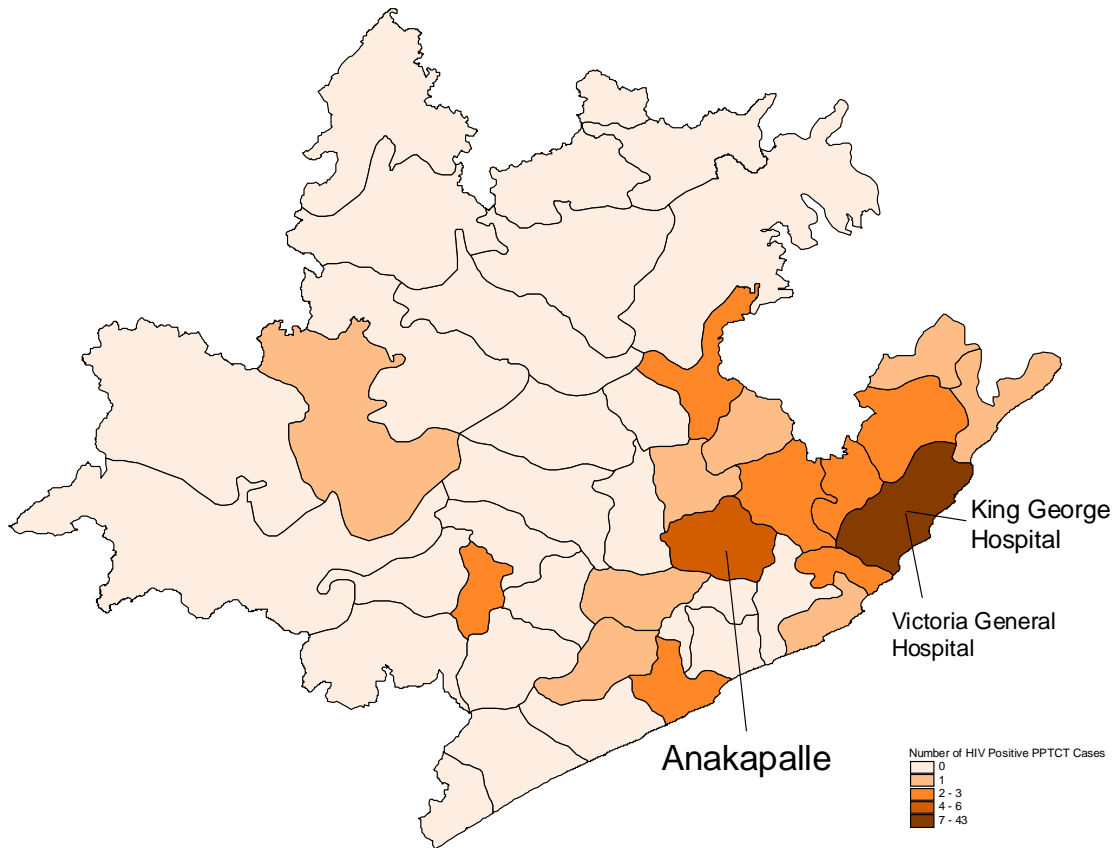 King George
Hospital
Victoria General
Hospital
Anakapalle
Number of HIV Positive PPTCT Cases
0
1
2 - 3
4 - 6
7 - 43